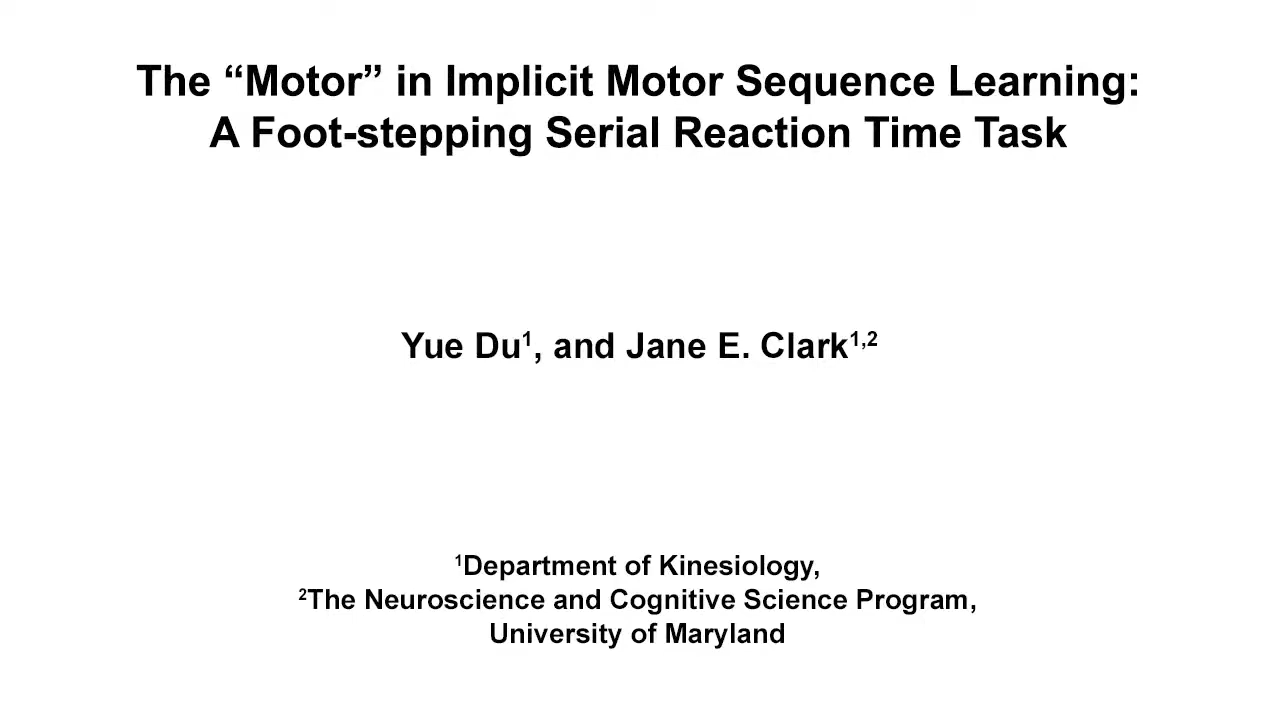 The “Motor” in Implicit Motor Sequence Learning:
A Foot-stepping Serial Reaction Time Task
Yue Du¹, and Jane E. Clark¹,²
¹Department of Kinesiology,
²The Neuroscience and Cognitive Science Program,
University of Maryland